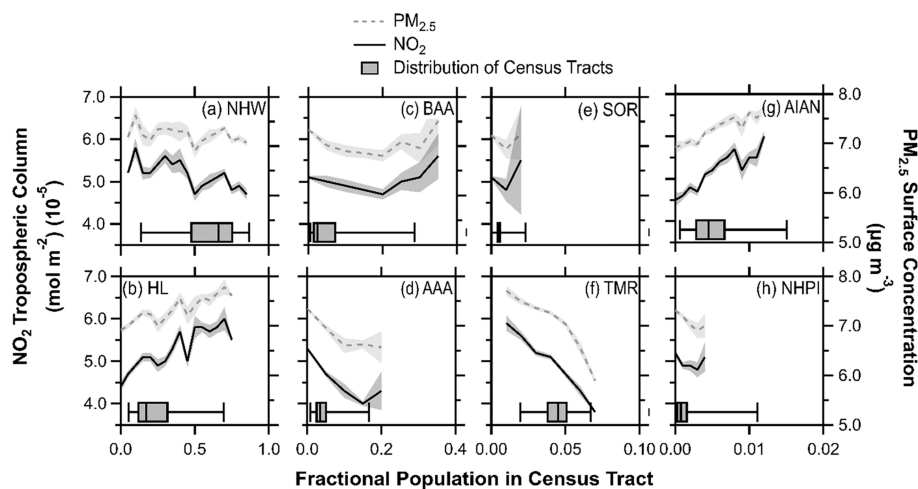 PM2.5
NO2
Distribution of Census Tracts
NO2 Tropospheric Column
(mol m-2) (10-5)
7.0
6.0
5.0
4.0
(a) NHW
(c) BAA
(e) SOR
(g) AIAN
8.0
7.0
6.0
5.0
7.0
6.0
5.0
4.0
(b) HL
(d) AAA
(f) TMR
(h) NHPI
8.0
7.0
6.0
5.0
0.0
0.5
1.0
0.0
0.2
0.4
0.00
0.05
0.10
0.00
0.01
0.02
Fractional Population in Census Tract
PM2.5 Surface Concentration
(µg m-3)